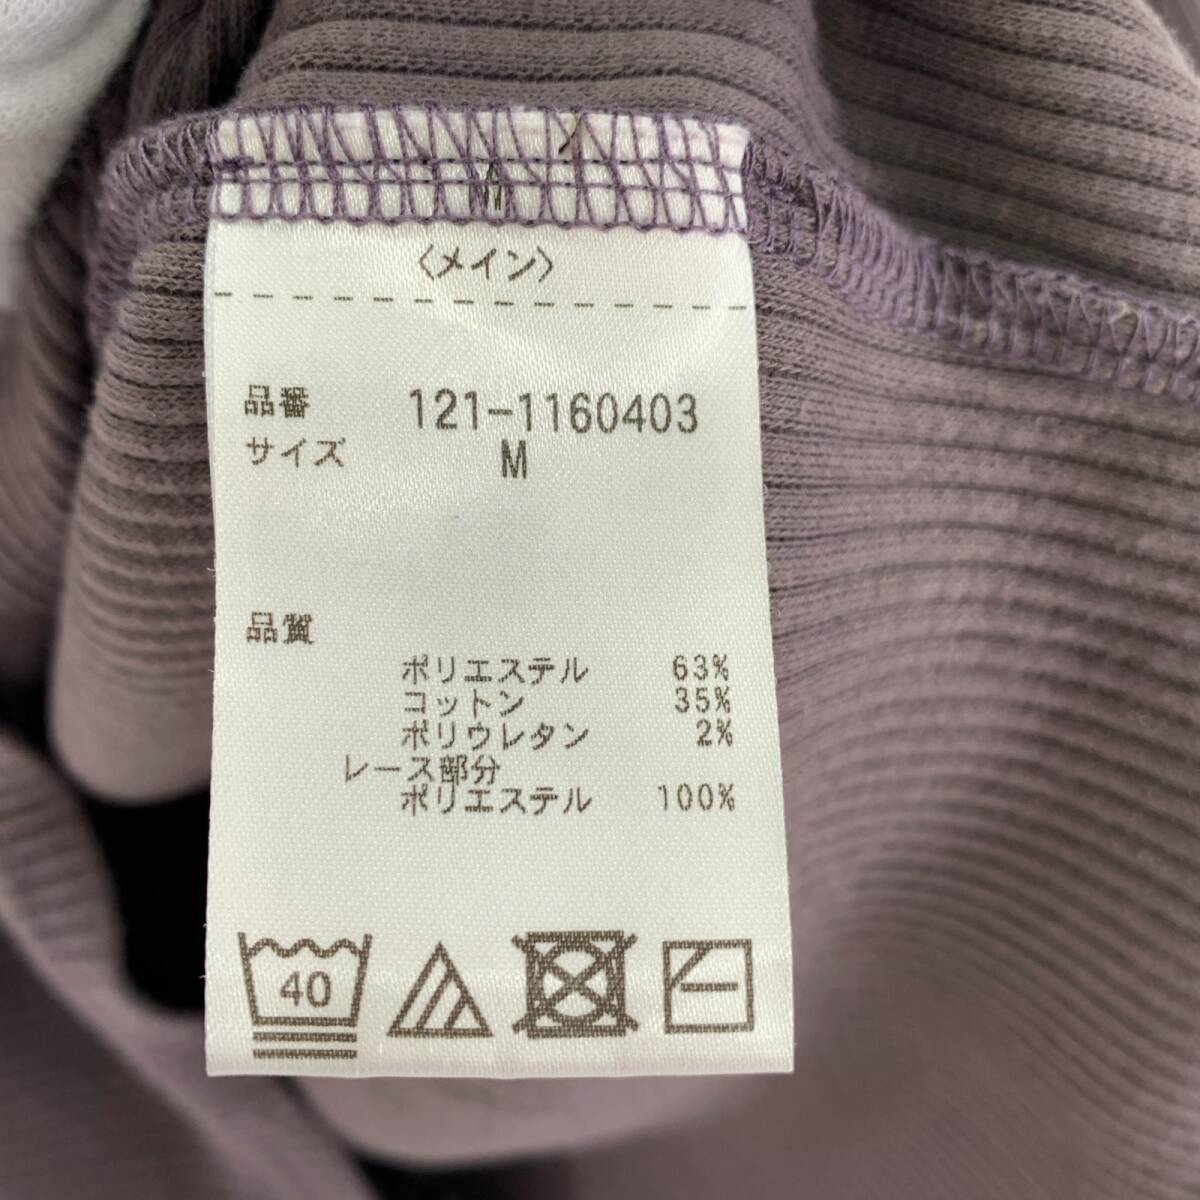 〈メイン〉
品番 121-1160403
サイズ M
品質
ポリエステル 63%
コットン 35%
ポリウレタン 2%
レース部分
ポリエステル 100%
40